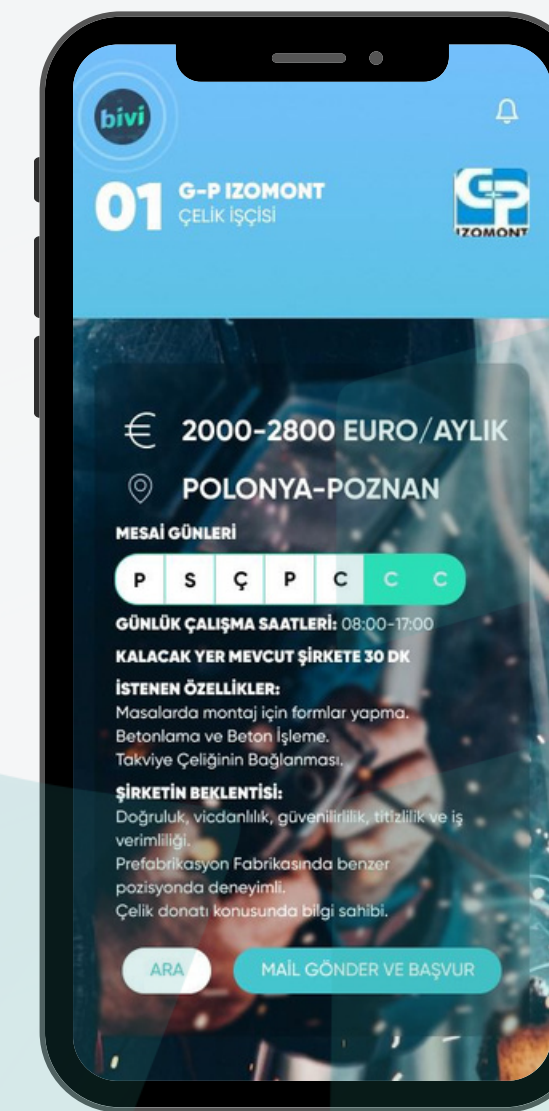 bivi
01 G-P IZOMONT
ÇELİK İŞÇİSİ
GP
IZOMONT
€ 2000-2800 EURO/AYLIK
POLONYA-POZNAN
MESAİ GÜNLERİ
P S Ç P C C C
GÜNLÜK ÇALIŞMA SAATLERİ: 08:00-17:00
KALACAK YER MEVCUT ŞİRKETE 30 DK
İSTENEN ÖZELLİKLER:
Masalarda montaj için formlar yapma.
Betonlama ve Beton İşleme.
Takviye Çeliğinin Bağlanması.
ŞİRKETİN BEKLENTİSİ:
Doğruluk, vicdanlılık, güvenilirlilik, titizlilik ve iş
verimliliği.
Prefabrikasyon Fabrikasında benzer
pozisyonda deneyimli.
Çelik donatı konusunda bilgi sahibi.
ARA
MAİL GÖNDER VE BAŞVUR